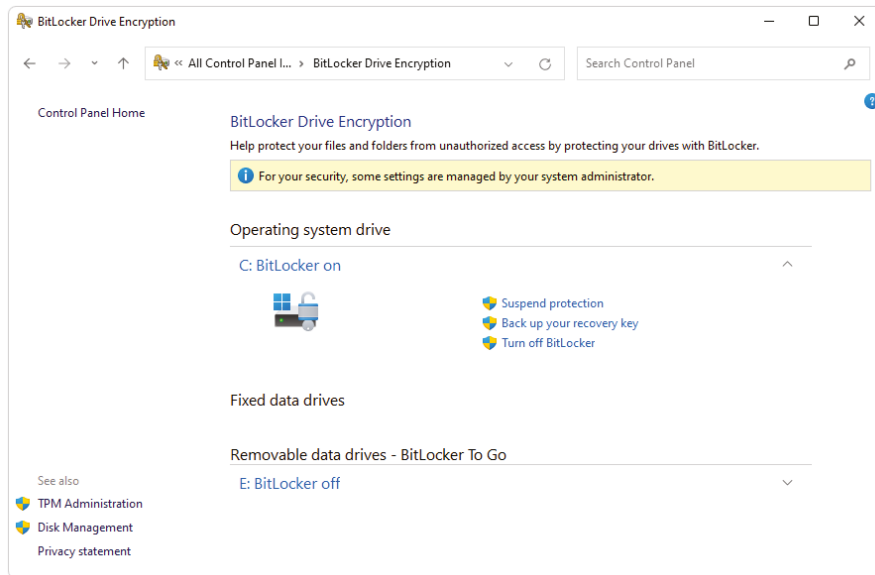 BitLocker Drive Encryption
« All Control Panel I... › BitLocker Drive Encryption
Search Control Panel
Control Panel Home
?
BitLocker Drive Encryption
Help protect your files and folders from unauthorized access by protecting your drives with BitLocker.
For your security, some settings are managed by your system administrator.
Operating system drive
C: BitLocker on
Suspend protection
Back up your recovery key
Turn off BitLocker
Fixed data drives
Removable data drives - BitLocker To Go
E: BitLocker off
See also
TPM Administration
Disk Management
Privacy statement